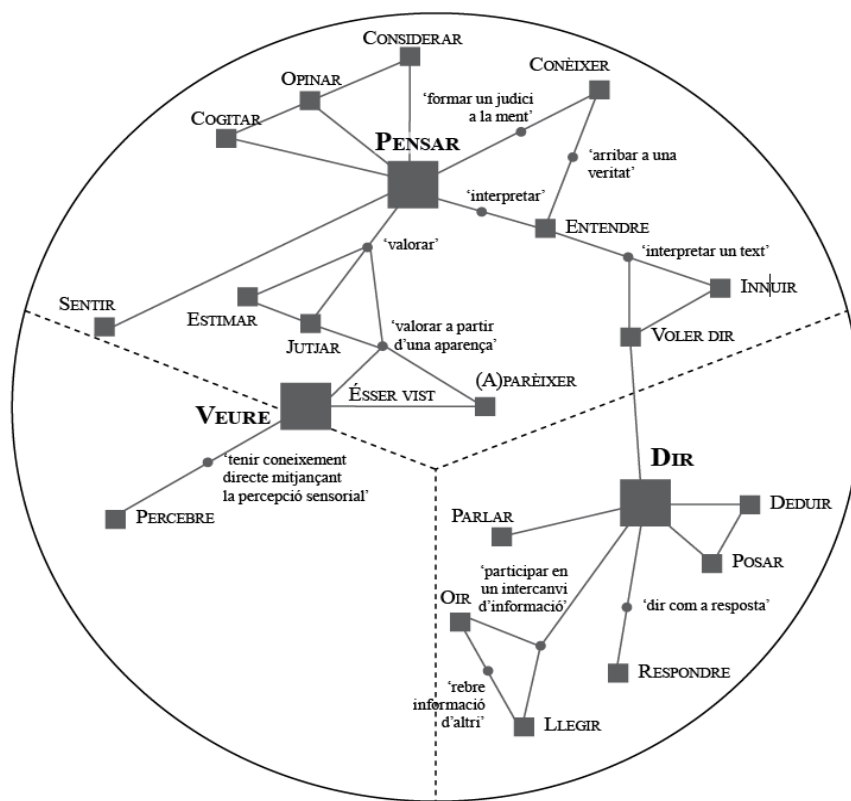 CONSIDERAR
OPINAR
COGITAR
CONÈIXER
‘formar un judici
a la ment’
PENSAR
‘arribar a una
veritat’
‘interpretar’
ENTENDRE
‘valorar’
‘interpretar un text’
SENTIR
ESTIMAR
JUTJAR
‘valorar a partir
d'una aparença’
INNUIR
VOLER DIR
VEURE
ÉSSER VIST
(A)PARÈIXER
‘tenir coneixement
directe mitjançant
la percepció sensorial’
PERCEBRE
DIR
PARLAR
DEDUIR
POSAR
‘participar en
un intercanvi
d'informació’
OIR
‘dir com a resposta’
‘rebre
informació
d'altri’
RESPONDRE
LLEGIR